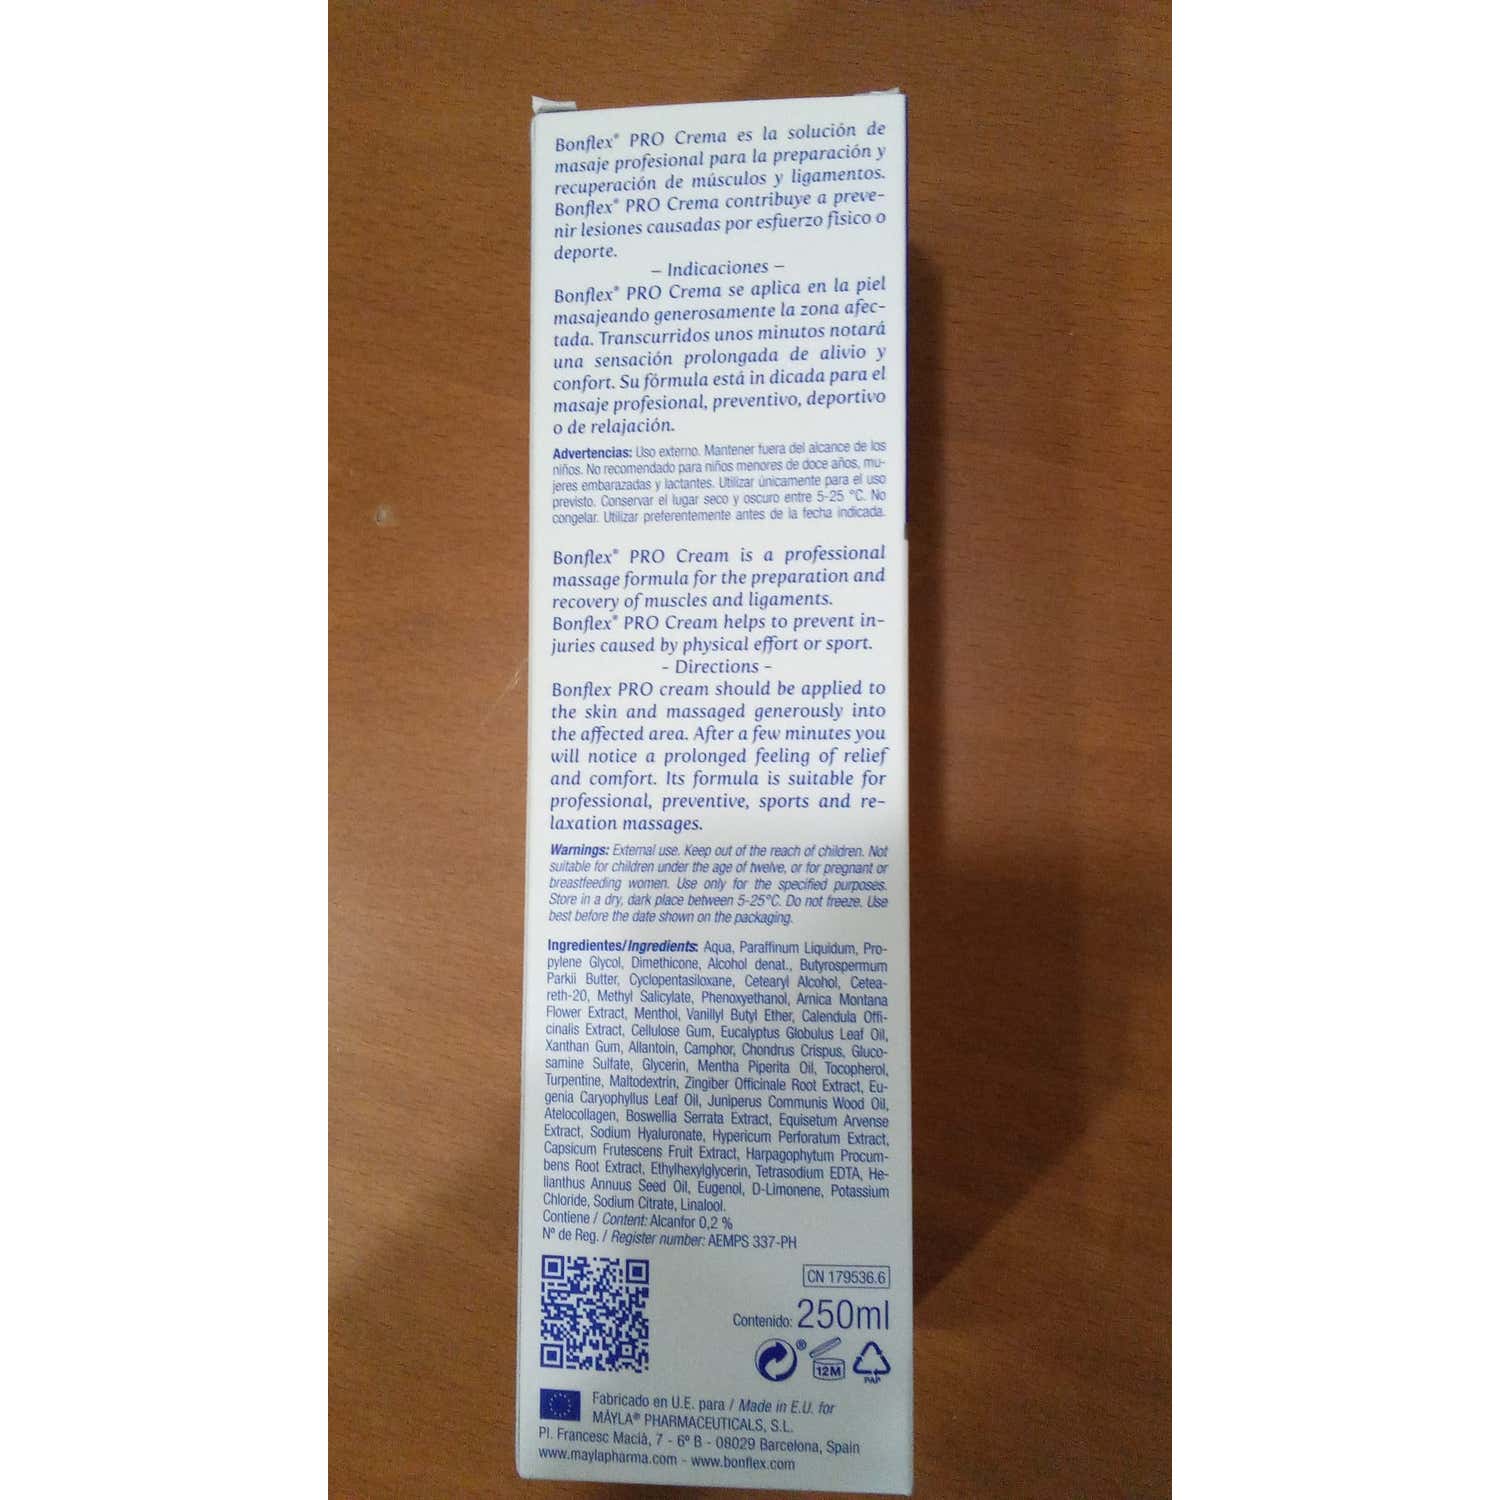 Bonflex® PRO Crema es la solución de
masaje profesional para la preparación y
recuperación de músculos y ligamentos.
Bonflex® PRO Crema contribuye a preve-
nir lesiones causadas por esfuerzo físico o
deporte.
– Indicaciones –
Bonflex® PRO Crema se aplica en la piel
masajeando generosamente la zona afec-
tada. Transcurridos unos minutos notará
una sensación prolongada de alivio y
confort. Su fórmula está in dicada para el
masaje profesional, preventivo, deportivo
o de relajación.
Advertencias: Uso externo. Mantener fuera del alcance de los
niños. No recomendado para niños menores de doce años, mu-
jeres embarazadas y lactantes. Utilizar únicamente para el uso
previsto. Conservar el lugar seco y oscuro entre 5-25 °C. No
congelar. Utilizar preferentemente antes de la fecha indicada.
Bonflex® PRO Cream is a professional
massage formula for the preparation and
recovery of muscles and ligaments.
Bonflex® PRO Cream helps to prevent in-
juries caused by physical effort or sport.
- Directions -
Bonflex PRO cream should be applied to
the skin and massaged generously into
the affected area. After a few minutes you
will notice a prolonged feeling of relief
and comfort. Its formula is suitable for
professional, preventive, sports and re-
laxation massages.
Warnings: External use. Keep out of the reach of children. Not
suitable for children under the age of twelve, or for pregnant or
breastfeeding women. Use only for the specified purposes.
Store in a dry, dark place between 5-25°C. Do not freeze. Use
best before the date shown on the packaging.
Ingredientes/Ingredients: Aqua, Paraffinum Liquidum, Pro-
pylene Glycol, Dimethicone, Alcohol denat., Butyrospermum
Parkii Butter, Cyclopentasiloxane, Cetearyl Alcohol, Cetea-
reth-20, Methyl Salicylate, Phenoxyethanol, Arnica Montana
Flower Extract, Menthol, Vanillyl Butyl Ether, Calendula Offi-
cinalis Extract, Cellulose Gum, Eucalyptus Globulus Leaf Oil,
Xanthan Gum, Allantoin, Camphor, Chondrus Crispus, Gluco-
samine Sulfate, Glycerin, Mentha Piperita Oil, Tocopherol,
Turpentine, Maltodextrin, Zingiber Officinale Root Extract, Eu-
genia Caryophyllus Leaf Oil, Juniperus Communis Wood Oil,
Atelocollagen, Boswellia Serrata Extract, Equisetum Arvense
Extract, Sodium Hyaluronate, Hypericum Perforatum Extract,
Capsicum Frutescens Fruit Extract, Harpagophytum Procum-
bens Root Extract, Ethylhexylglycerin, Tetrasodium EDTA, He-
lianthus Annuus Seed Oil, Eugenol, D-Limonene, Potassium
Chloride, Sodium Citrate, Linalool.
Contiene / Content: Alcanfor 0,2 %
Nº de Reg. / Register number: AEMPS 337-PH
CN 179536.6
Contenido: 250ml
®
12M
PAP
Fabricado en U.E. para / Made in E.U. for
MÁYLA® PHARMACEUTICALS, S.L.
Pl. Francesc Macià, 7 - 6º B - 08029 Barcelona, Spain
www.maylapharma.com - www.bonflex.com